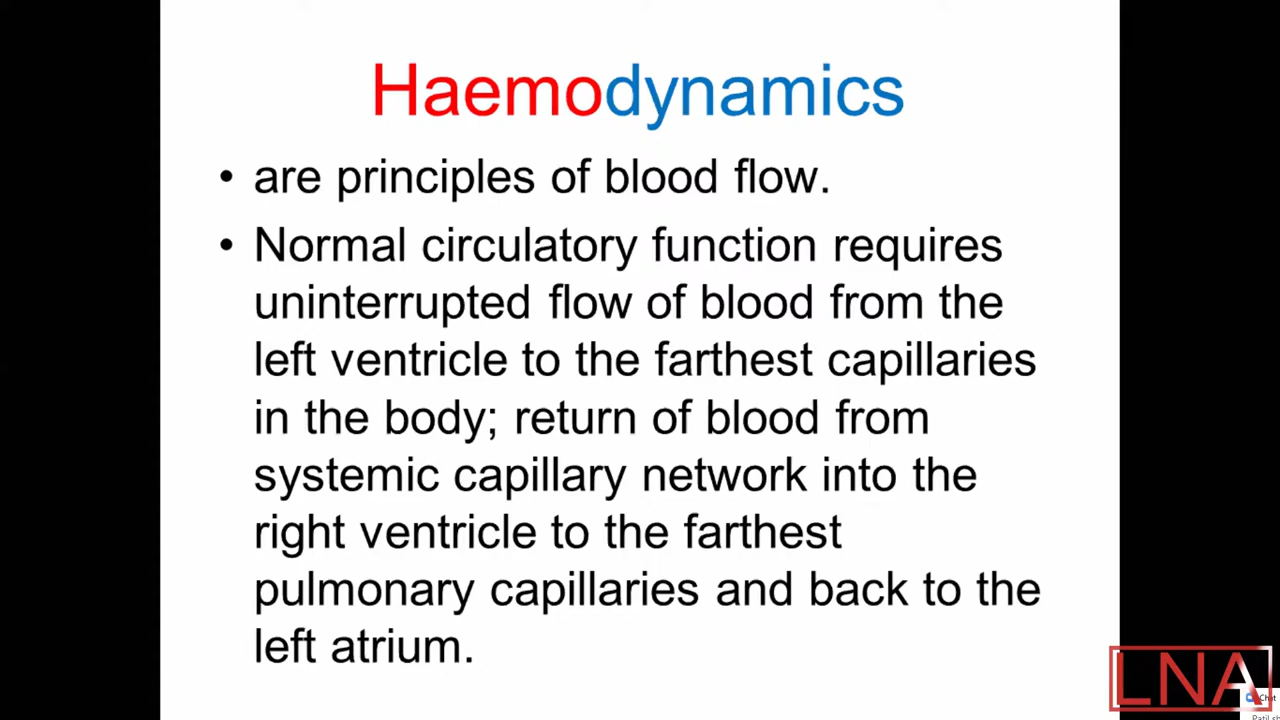 Haemodynamics
• are principles of blood flow.
• Normal circulatory function requires
uninterrupted flow of blood from the
left ventricle to the farthest capillaries
in the body; return of blood from
systemic capillary network into the
right ventricle to the farthest
pulmonary capillaries and back to the
left atrium.
LNA
Chat